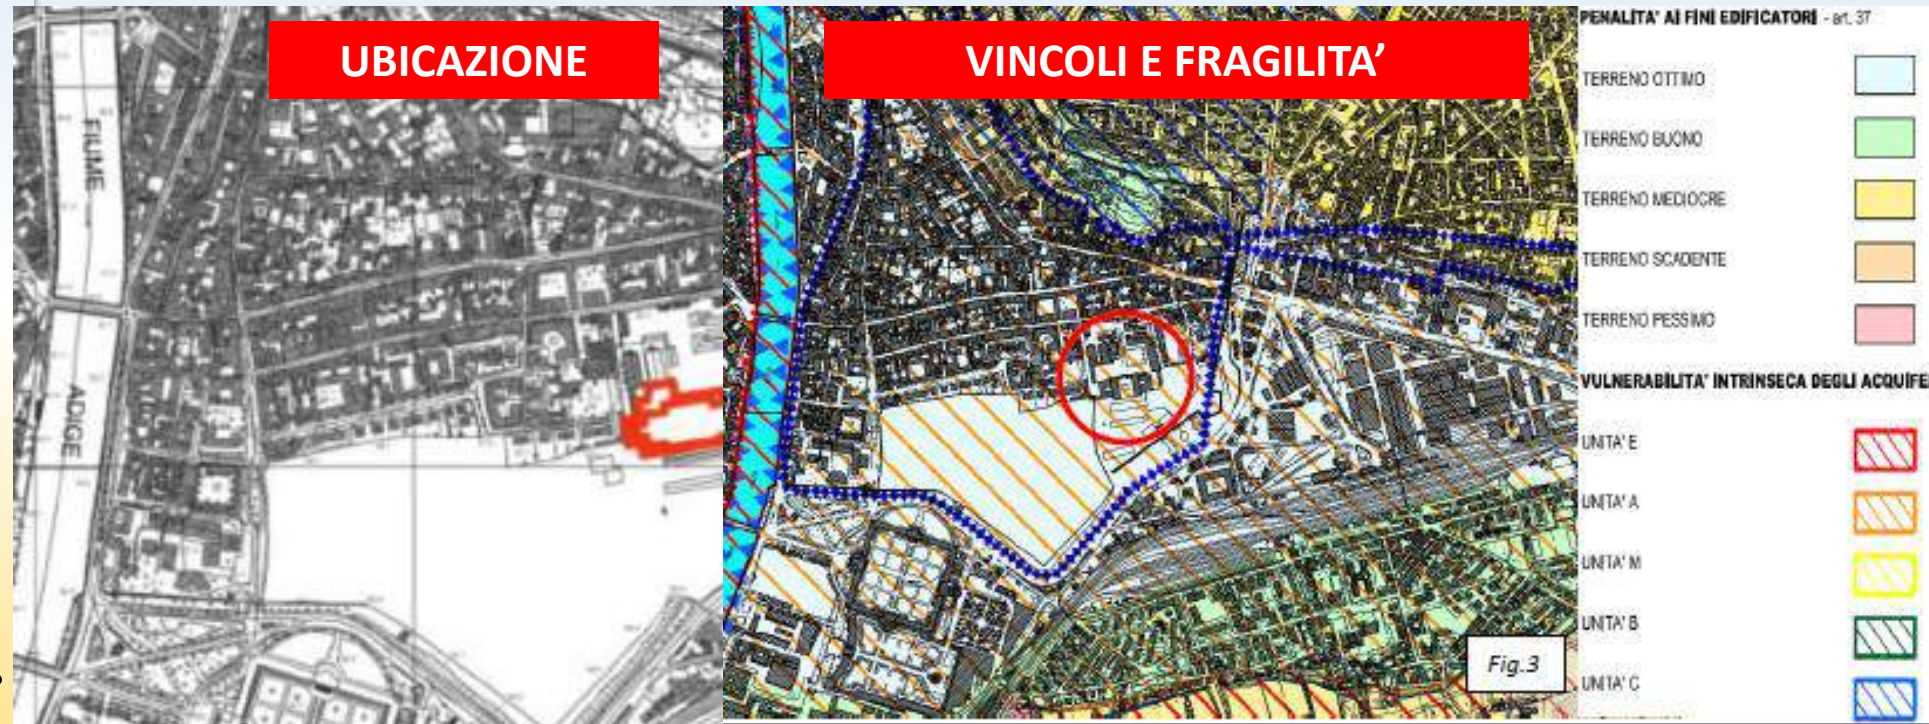 UBICAZIONE
FIUME
ADIGE
VINCOLI E FRAGILITA’
Fig.3
PENALITA' AI FINI EDIFICATORI - art. 37
TERRENO OTTIMO
TERRENO BUONO
TERRENO MEDIOCRE
TERRENO SCADENTE
TERRENO PESSIMO
VULNERABILITA' INTRINSECA DEGLI ACQUIFE
UNITA' E
UNITA' A
UNITA' M
UNITA' B
UNITA' C